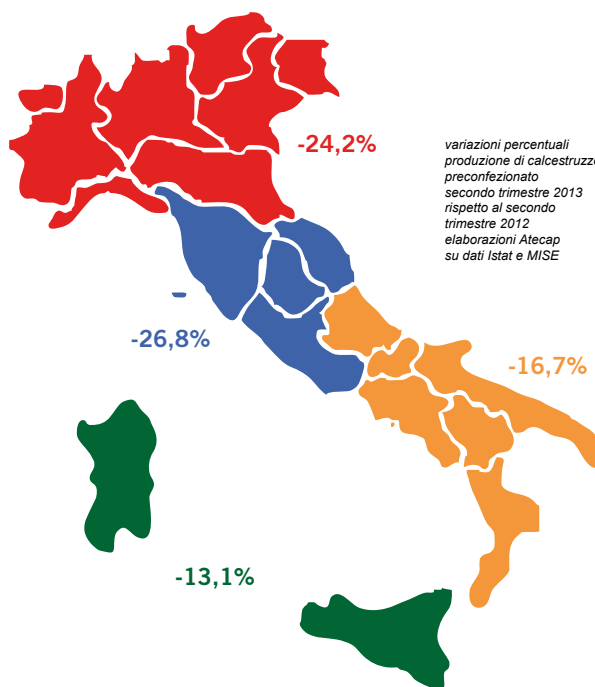 -24,2%
variazioni percentuali
produzione di calcestruzzo
preconfezionato
secondo trimestre 2013
rispetto al secondo
trimestre 2012
elaborazioni Atecap
su dati Istat e MISE
-26,8%
-16,7%
-13,1%